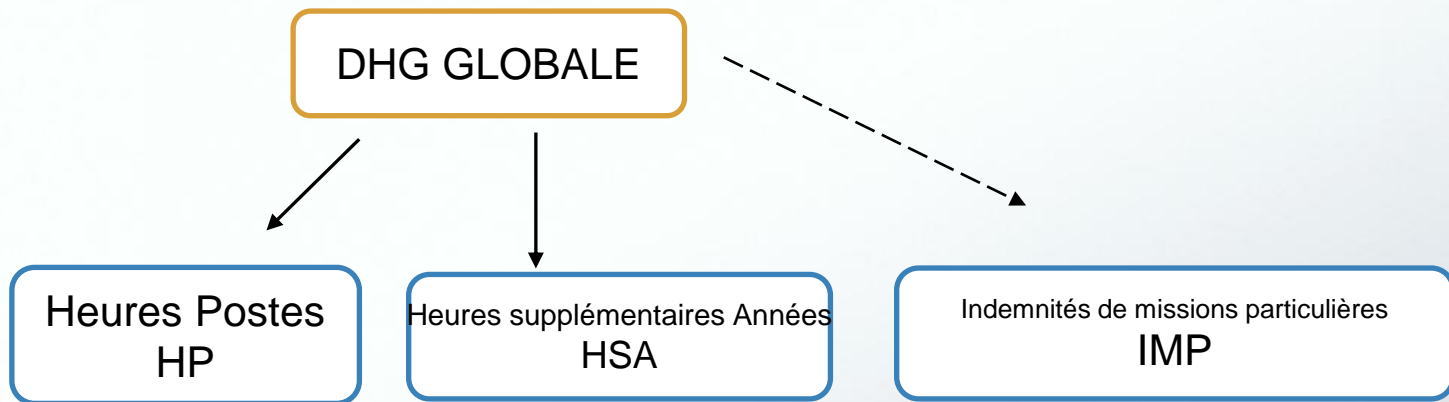 DHG GLOBALE
Heures Postes
HP
Heures supplémentaires Années
HSA
Indemnités de missions particulières
IMP